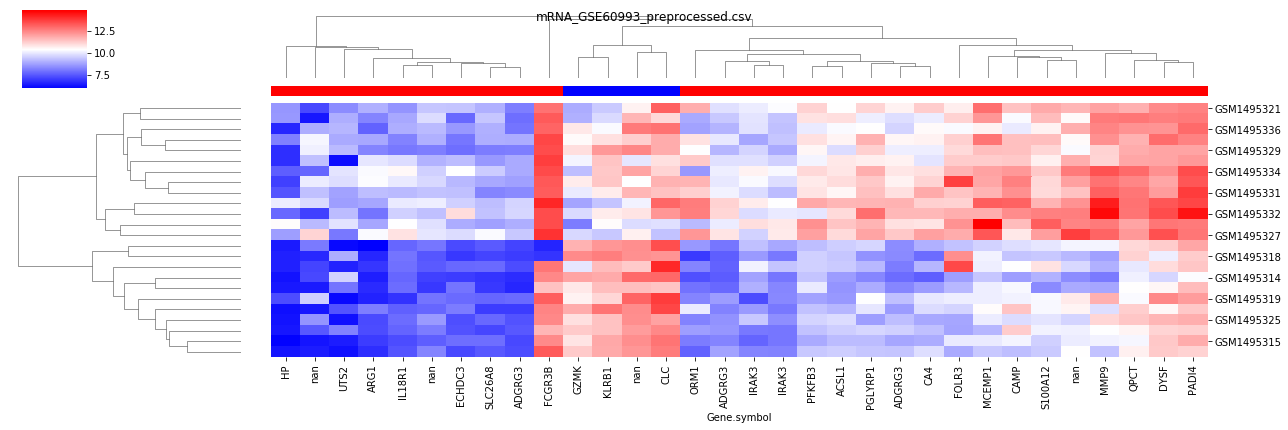 mRNA_GSE60993_preprocessed.csv
12.5
10.0
7.5
GSM1495321
GSM1495336
GSM1495329
GSM1495334
GSM1495331
GSM1495332
GSM1495327
GSM1495318
GSM1495314
GSM1495319
GSM1495325
GSM1495315
HP
nan
UTS2
ARG1
IL18R1
nan
ECHDC3
SLC26A8
ADGRG3
FCGR3B
GZMK
KLRB1
nan
CLC
ORM1
ADGRG3
IRAK3
IRAK3
PFKFB3
ACSL1
PGLYRP1
ADGRG3
CA4
FOLR3
MCEMP1
CAMP
S100A12
nan
MMP9
QPCT
DYSF
PADI4
Gene.symbol